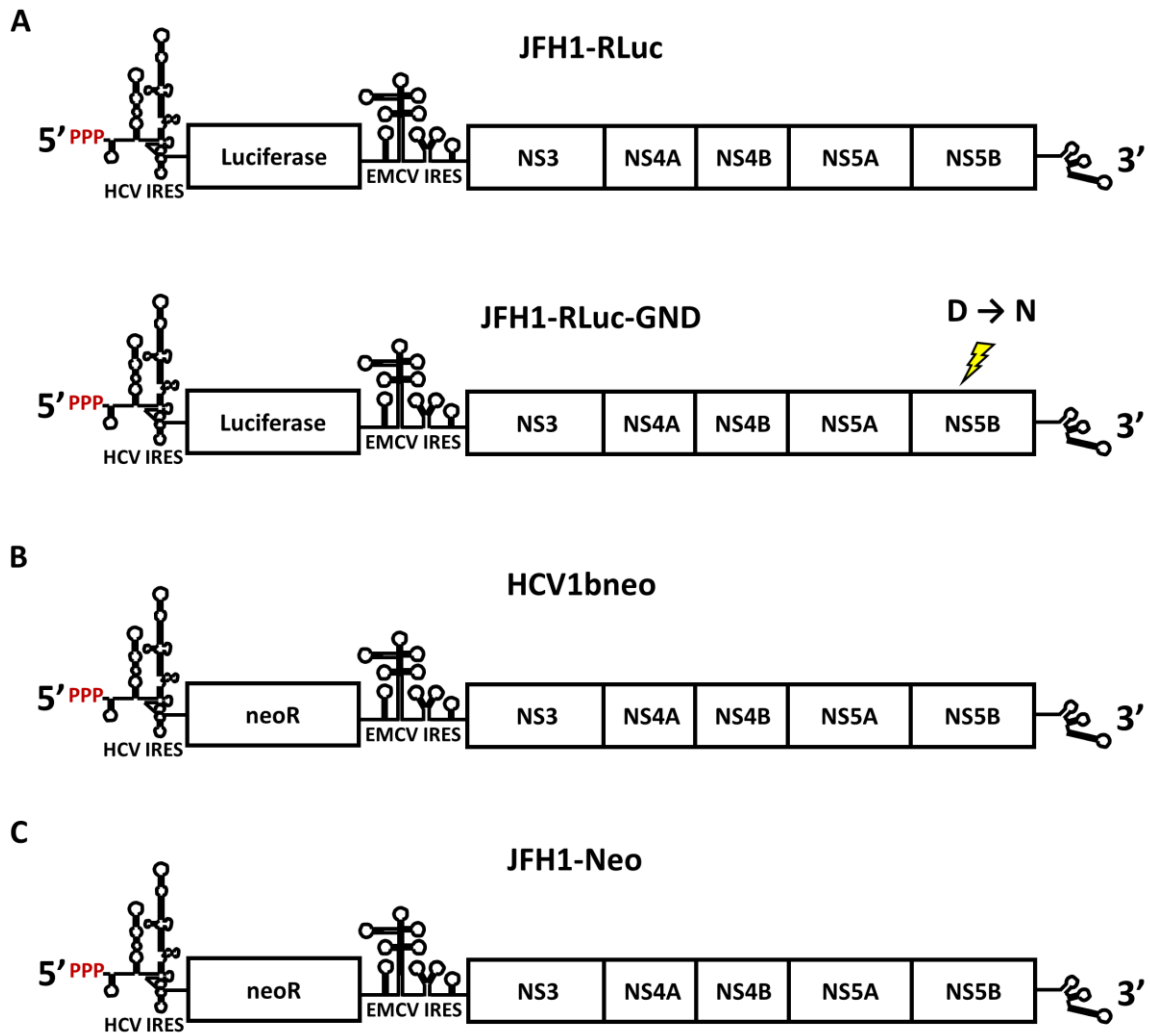 A
JFH1-RLuc
5’ PPP Luciferase NS3 NS4A NS4B NS5A NS5B 3’
HCV IRES EMCV IRES
JFH1-RLuc-GND D → N
5’ PPP Luciferase NS3 NS4A NS4B NS5A NS5B 3’
HCV IRES EMCV IRES
B
HCV1bneo
5’ PPP neoR NS3 NS4A NS4B NS5A NS5B 3’
HCV IRES EMCV IRES
C
JFH1-Neo
5’ PPP neoR NS3 NS4A NS4B NS5A NS5B 3’
HCV IRES EMCV IRES